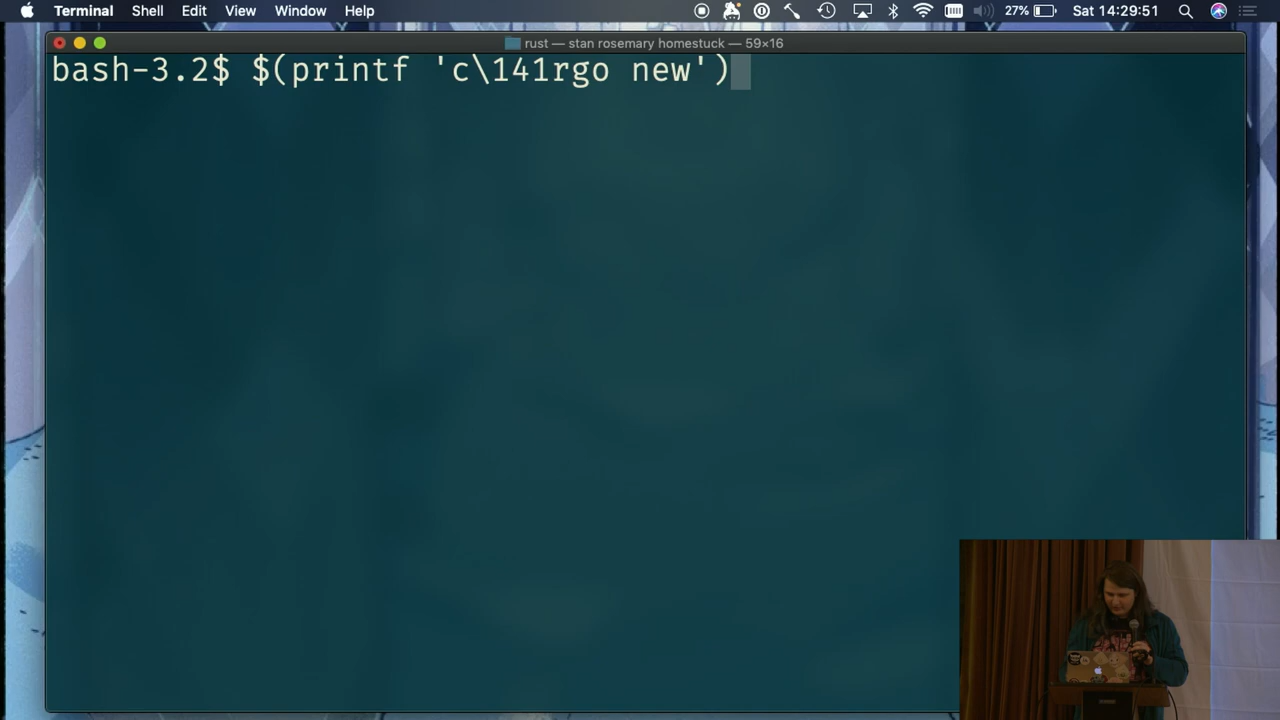 Terminal Shell Edit View Window Help 27% Sat 14:29:51
rust — stan rosemary homestuck — 59×16
bash-3.2$ $(printf 'c\141rgo new')